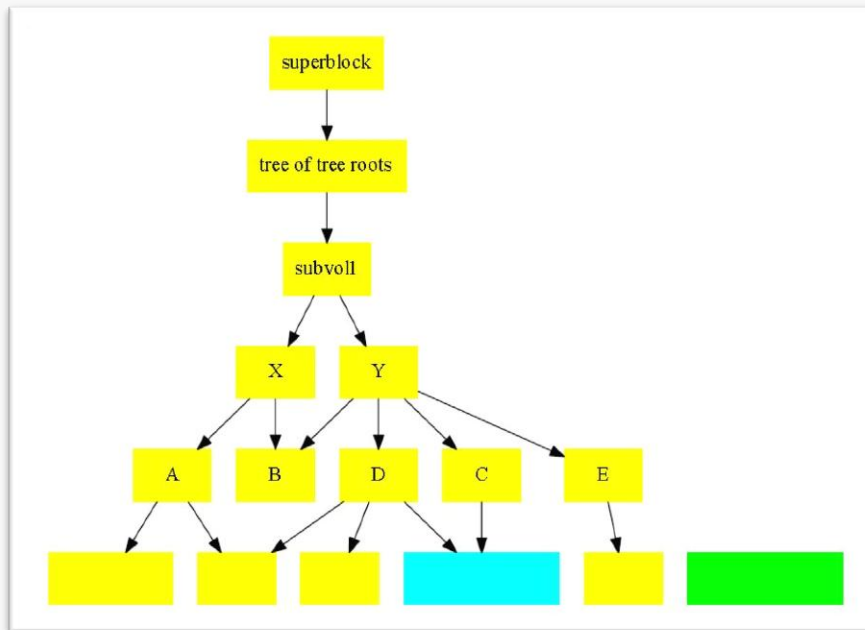 superblock
tree of tree roots
subvol1
X Y
A B D C E